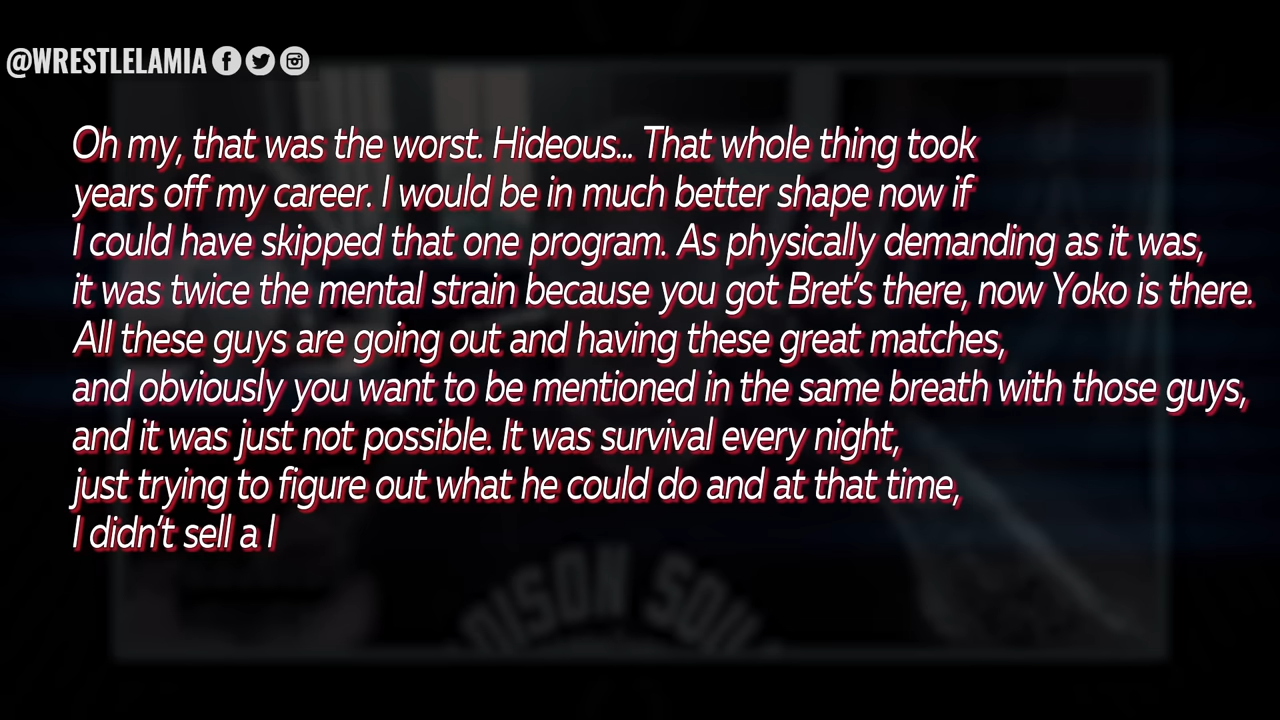 @WRESTLELAMIA
Oh my, that was the worst. Hideous... That whole thing took
years off my career. I would be in much better shape now if
I could have skipped that one program. As physically demanding as it was,
it was twice the mental strain because you got Bret's there, now Yoko is there.
All these guys are going out and having these great matches,
and obviously you want to be mentioned in the same breath with those guys,
and it was just not possible. It was survival every night,
just trying to figure out what he could do and at that time,
I didn't sell a l